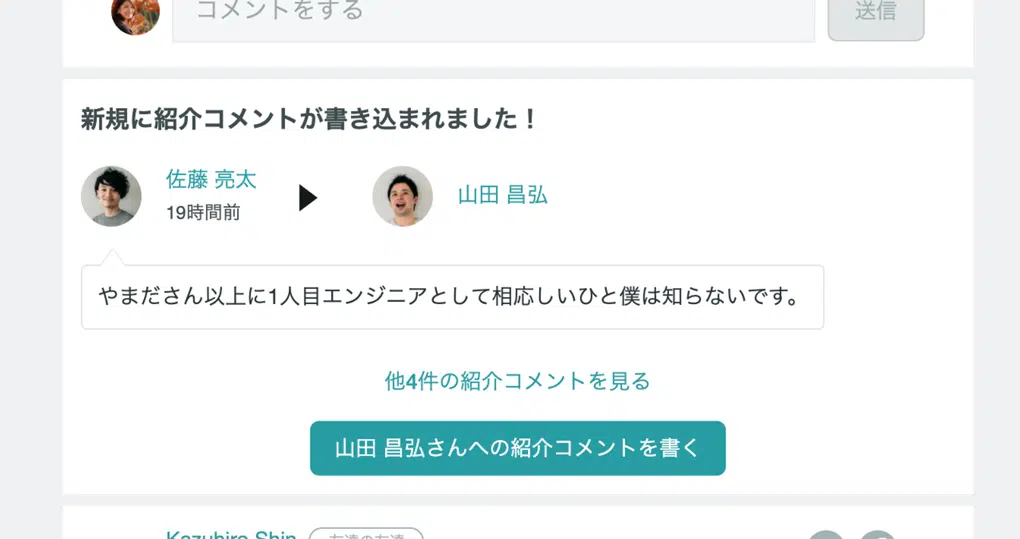 コメントをする
送信
新規に紹介コメントが書き込まれました！
佐藤 亮太
19時間前
山田 昌弘
やまださん以上に1人目エンジニアとして相応しいひと僕は知らないです。
他4件の紹介コメントを見る
山田 昌弘さんへの紹介コメントを書く
Kazuhiro Shin
友達の友達